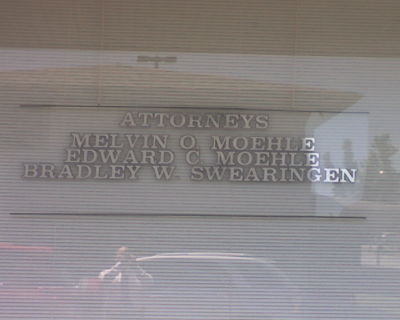 ATTORNEYS
MELVIN O. MOEHLE
EDWARD C. MOEHLE
BRADLEY W. SWEARINGEN